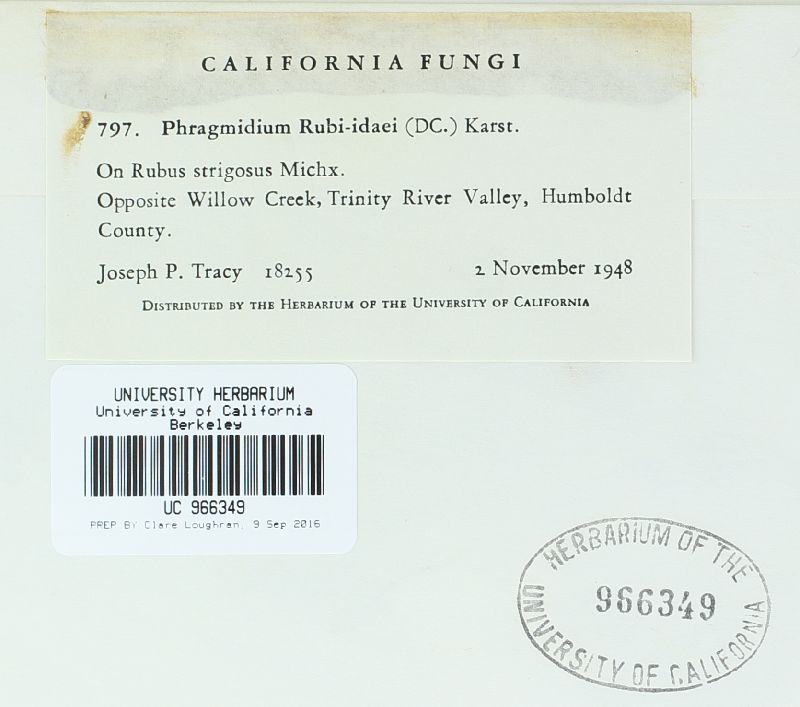 CALIFORNIA FUNGI
797. Phragmidium Rubi-idaei (DC.) Karst.
On Rubus strigosus Michx.
Opposite Willow Creek, Trinity River Valley, Humboldt
County.
Joseph P. Tracy 18255 2 November 1948
DISTRIBUTED BY THE HERBARIUM OF THE UNIVERSITY OF CALIFORNIA
UNIVERSITY HERBARIUM
University of California
Berkeley
UC 966349
PREP BY Clare Loughran, 9 Sep 2016
HERBARIUM OF THE
966349
UNIVERSITY OF CALIFORNIA